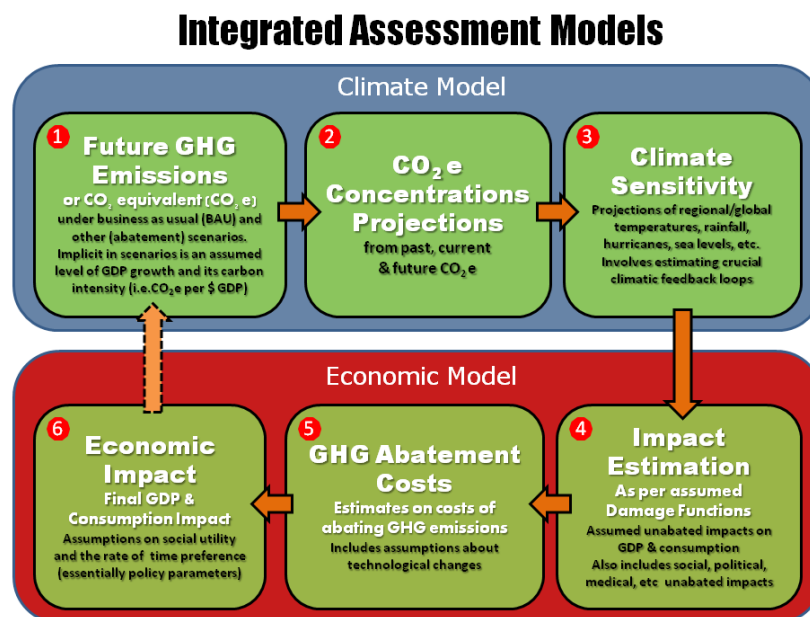 Integrated Assessment Models
Climate Model
1
Future GHG
Emissions
or CO2 equivalent (CO2 e)
under business as usual (BAU) and
other (abatement) scenarios.
Implicit in scenarios is an assumed
level of GDP growth and its carbon
intensity (i.e.CO2e per $ GDP)
2
CO2 e
Concentrations
Projections
from past, current
& future CO2 e
3
Climate
Sensitivity
Projections of regional/global
temperatures, rainfall,
hurricanes, sea levels, etc.
Involves estimating crucial
climatic feedback loops
Economic Model
6
Economic
Impact
Final GDP &
Consumption Impact
Assumptions on social utility
and the rate of time preference
(essentially policy parameters)
5
GHG Abatement
Costs
Estimates on costs of
abating GHG emissions
Includes assumptions about
technological changes
4
Impact
Estimation
As per assumed
Damage Functions
Assumed unabated impacts on
GDP & consumption
Also includes social, political,
medical, etc unabated impacts